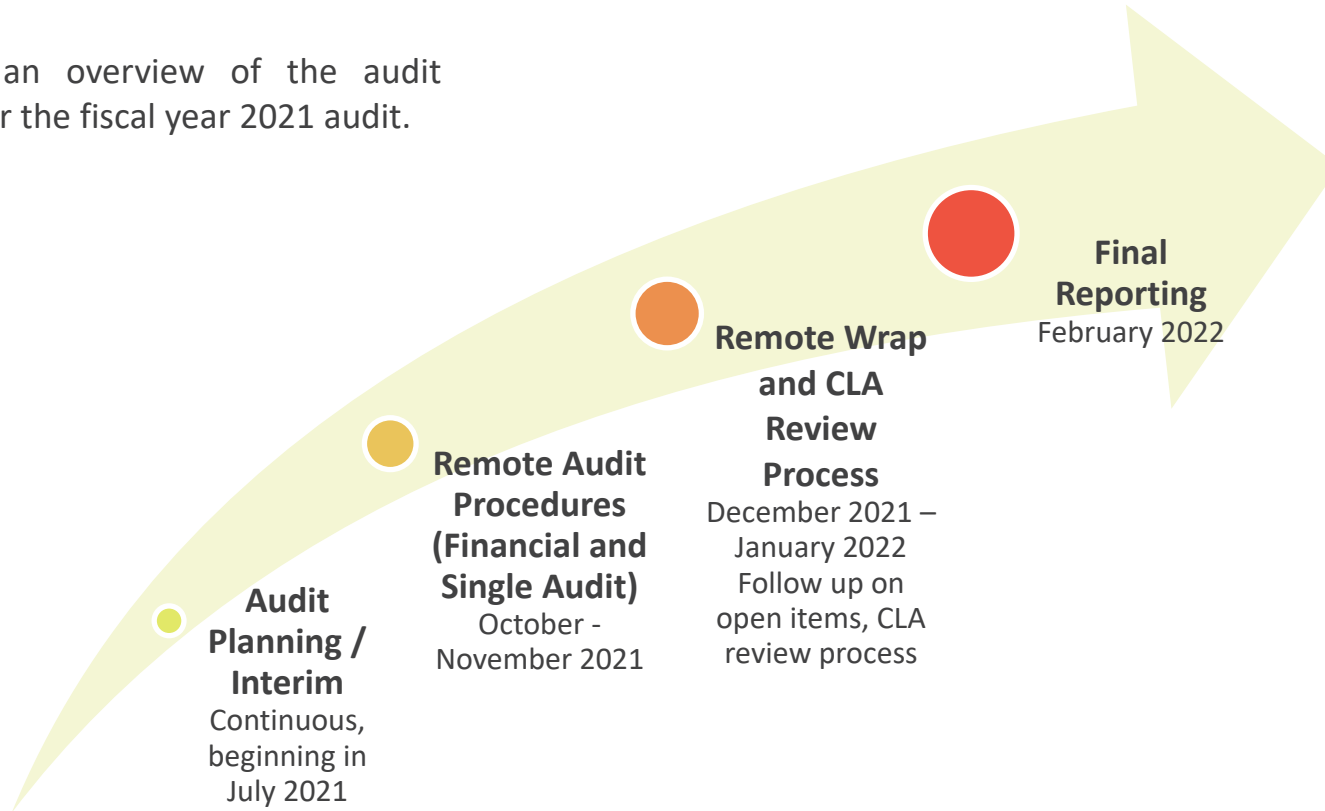 an overview of the audit
r the fiscal year 2021 audit.
Final
Reporting
February 2022
Remote Wrap
and CLA
Review
Process
December 2021 –
January 2022
Follow up on
open items, CLA
review process
Remote Audit
Procedures
(Financial and
Single Audit)
October -
November 2021
Audit
Planning /
Interim
Continuous,
beginning in
July 2021